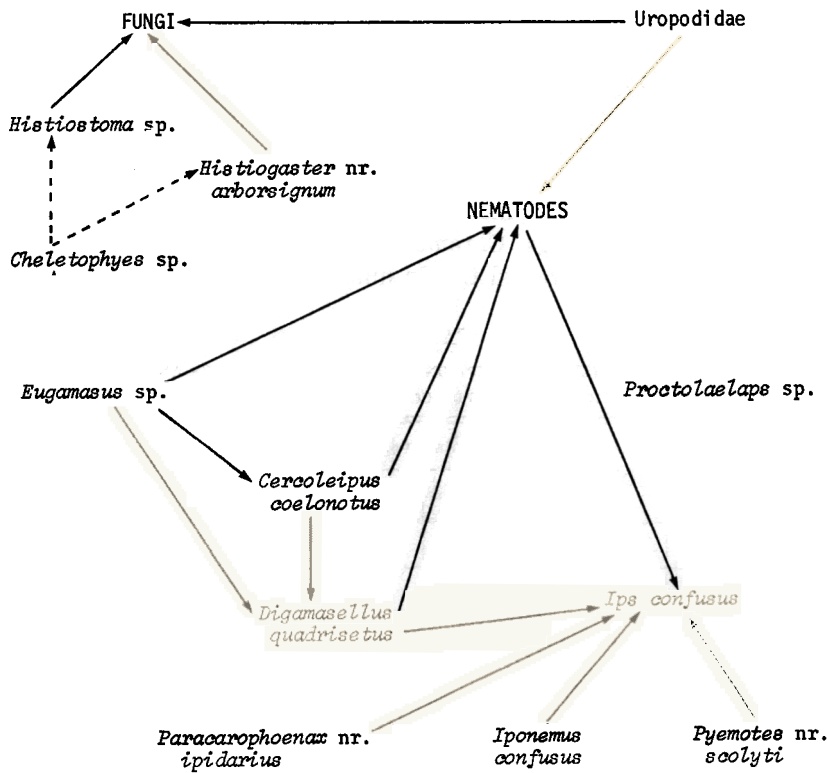 FUNGI
Uropodidae
Histiostoma sp.
Histiogaster nr.
arborsignum
NEMATODES
Cheletophyes sp.
Eugamasus sp.
Proctolaelaps sp.
Cercoleipus
coelonotus
Digamasellus
quadrisetus
Ips confusus
Paracarophoenax nr.
ipidarius
Iponemus
confusus
Pyemotes nr.
scolyti